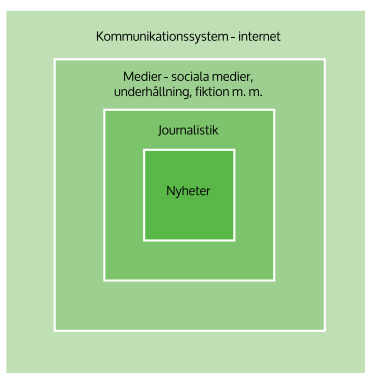 Kommunikationssystem - internet
Medier - sociala medier,
underhållning, fiktion m. m.
Journalistik
Nyheter